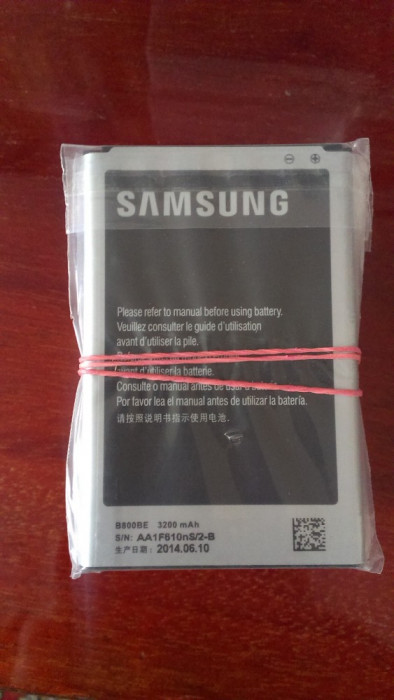 SAMSUNG
Please refer to manual before using battery.
Veuillez consulter le guide d'utilisation
avant d'utiliser la pile.
d'utiliser la batterie.
Consulte o manual antes de usar a bateria.
Por favor lea el manual antes de utilizar la batería.
请按照说明书指示使用电池.
B800BE 3200 mAh
S/N: AA1F610nS/2-B
生产日期: 2014.06.10